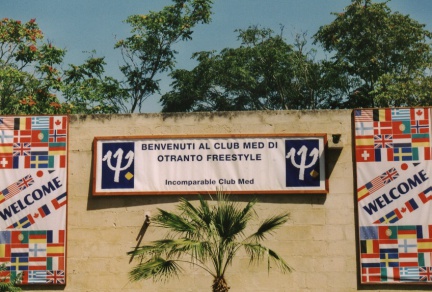 BENVENUTI AL CLUB MED DI
OTRANTO FREESTYLE
Incomparable Club Med
WELCOME
WELCOME